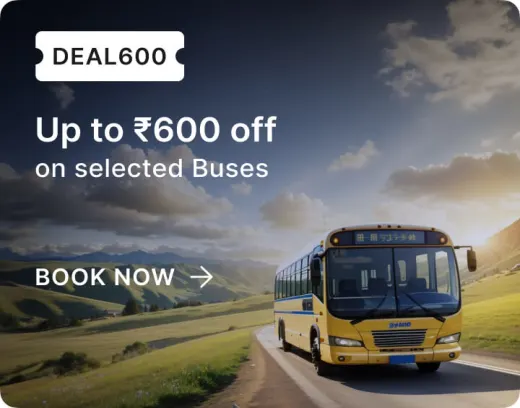 DEAL600
Up to ₹600 off
on selected Buses
BOOK NOW →